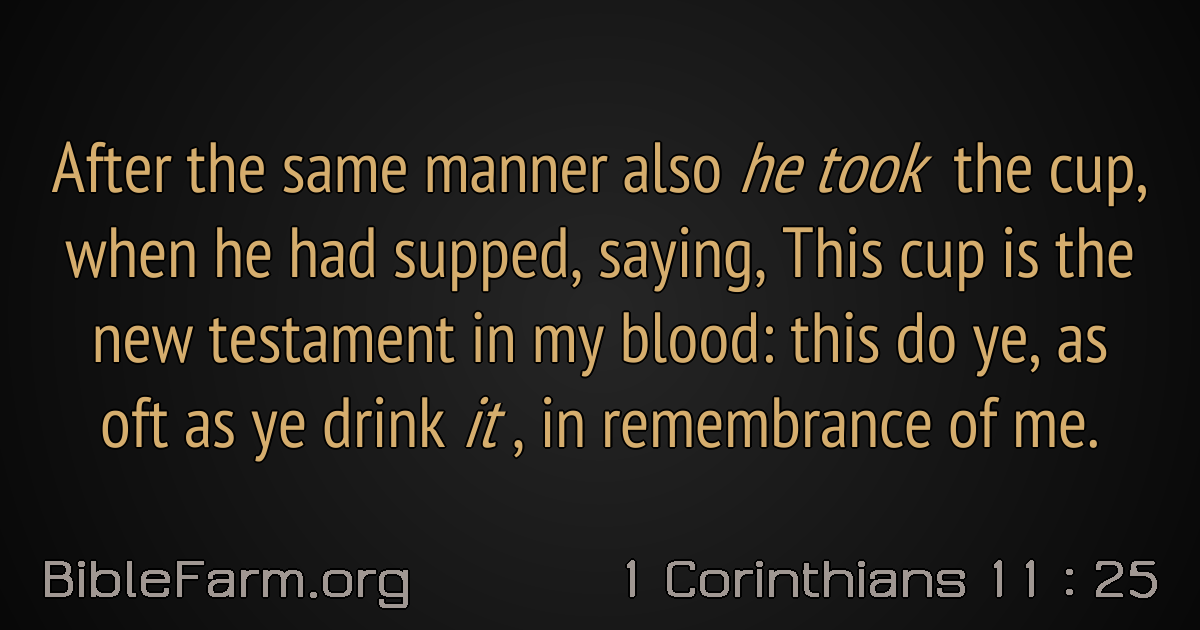 After the same manner also he took the cup,
when he had supped, saying, This cup is the
new testament in my blood: this do ye, as
oft as ye drink it , in remembrance of me.
BibleFarm.org
1 Corinthians 11 : 25